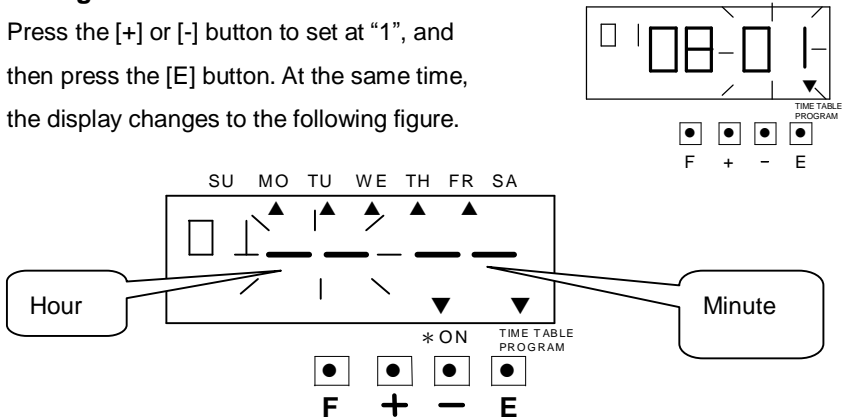 Press the [+] or [-] button to set at “1”, and
then press the [E] button. At the same time,
the display changes to the following figure.
01 08-01
TIME TABLE
PROGRAM
F + - E
SU MO TU WE TH FR SA
01 -- - --
Hour
Minute
*ON TIME TABLE
PROGRAM
F + - E